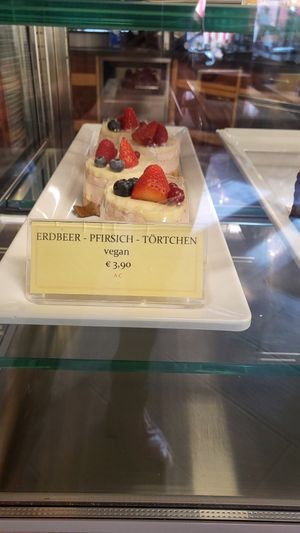 ERDBEER - PFIRSICH - TÖRTCHEN
vegan
€ 3,90
A C